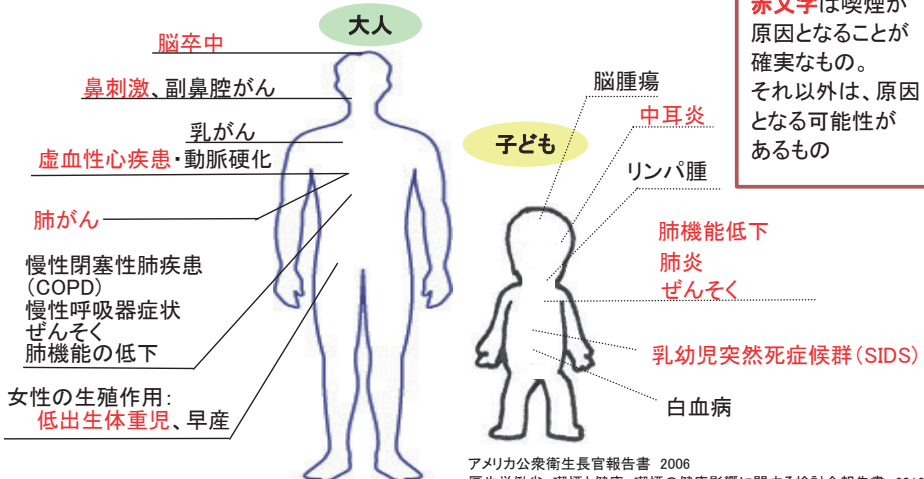 大人
脳卒中
鼻刺激、副鼻腔がん
乳がん
虚血性心疾患・動脈硬化
肺がん
慢性閉塞性肺疾患
(COPD)
慢性呼吸器症状
ぜんそく
肺機能の低下
女性の生殖作用:
低出生体重児、早産
子ども
脳腫瘍
中耳炎
リンパ腫
肺機能低下
肺炎
ぜんそく
乳幼児突然死症候群(SIDS)
白血病
赤文字は喫煙が
原因となることが
確実なもの。
それ以外は、原因
となる可能性が
あるもの
アメリカ公衆衛生長官報告書 2006